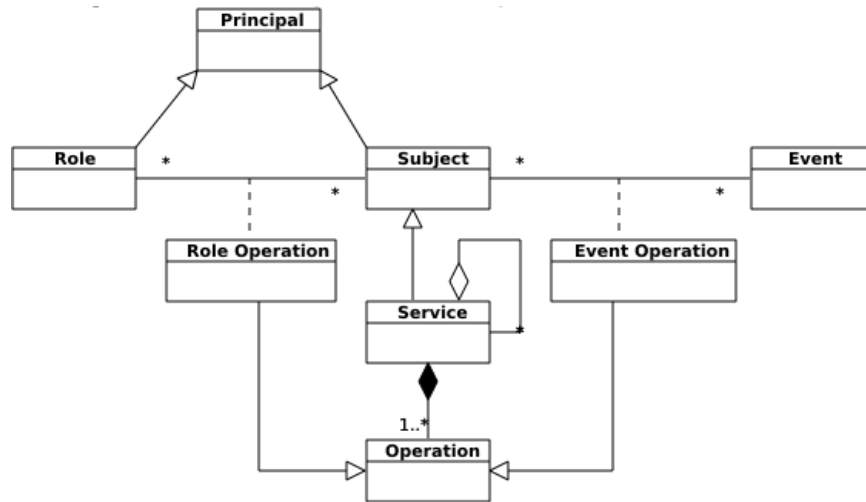 Principal
Role
*
*
Subject
*
*
Event
Role Operation
Event Operation
Service
*
1..*
Operation